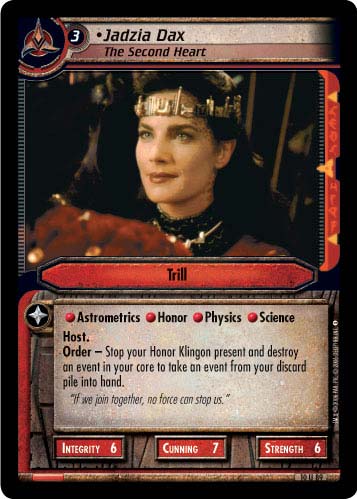 3
•Jadzia Dax
The Second Heart
Trill
Astrometrics Honor Physics Science
Host.
Order – Stop your Honor Klingon present and destroy
an event in your core to take an event from your discard
pile into hand.
"If we join together, no force can stop us."
INTEGRITY 6 CUNNING 7 STRENGTH 6